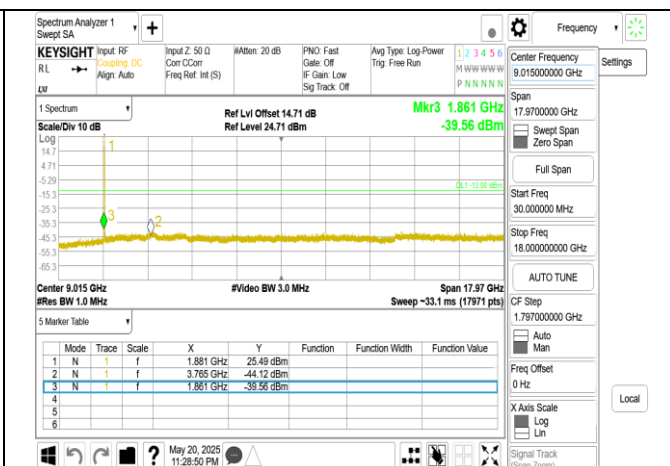 Spectrum Analyzer 1
Swept SA
+
Frequency
KEYSIGHT
RL
LXI
Input: RF
Coupling: DC
Align: Auto
Input Z: 50 Ω
Corr CCorr
Freq Ref: Int (S)
#Atten: 20 dB
PNO: Fast
Gate: Off
IF Gain: Low
Sig Track: Off
Avg Type: Log-Power
Trig: Free Run
1 2 3 4 5 6
M W W W W W
P N N N N N
Center Frequency
9.015000000 GHz
Settings
Span
17.9700000 GHz
Swept Span
Zero Span
Full Span
Start Freq
30.000000 MHz
Stop Freq
18.000000000 GHz
AUTO TUNE
CF Step
1.797000000 GHz
Auto
Man
Freq Offset
0 Hz
X Axis Scale
Log
Lin
Signal Track
(Span Zoom)
Local
1 Spectrum
Scale/Div 10 dB
Ref Lvl Offset 14.71 dB
Ref Level 24.71 dBm
Mkr3 1.861 GHz
-39.56 dBm
Log
14.7
4.71
-5.29
-15.3
-25.3
-35.3
-45.3
-55.3
-65.3
1
2
3
DL1 -13.00 dBm
Center 9.015 GHz
#Video BW 3.0 MHz
Span 17.97 GHz
#Res BW 1.0 MHz
Sweep ~33.1 ms (17971 pts)
5 Marker Table
Mode Trace Scale X Y Function Function Width Function Value
1 N 1 f 1.881 GHz 25.49 dBm
2 N 1 f 3.765 GHz -44.12 dBm
3 N 1 f 1.861 GHz -39.56 dBm
4
5
6
?
May 20, 2025
11:28:50 PM